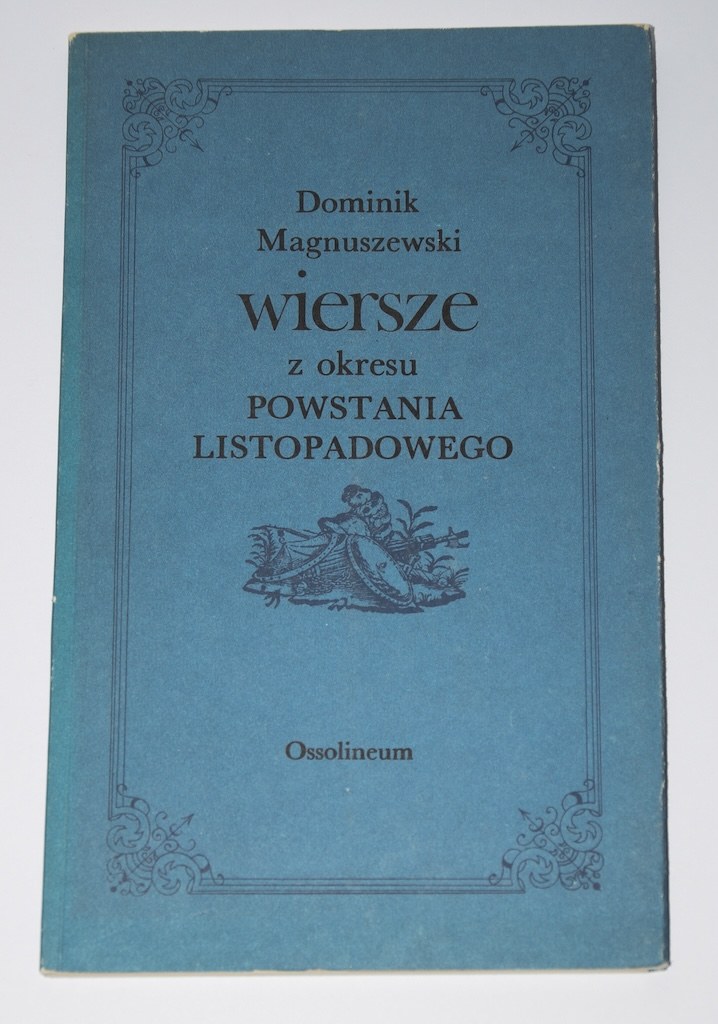 Dominik
Magnuszewski
wiersze
z okresu
POWSTANIA
LISTOPADOWEGO
Ossolineum